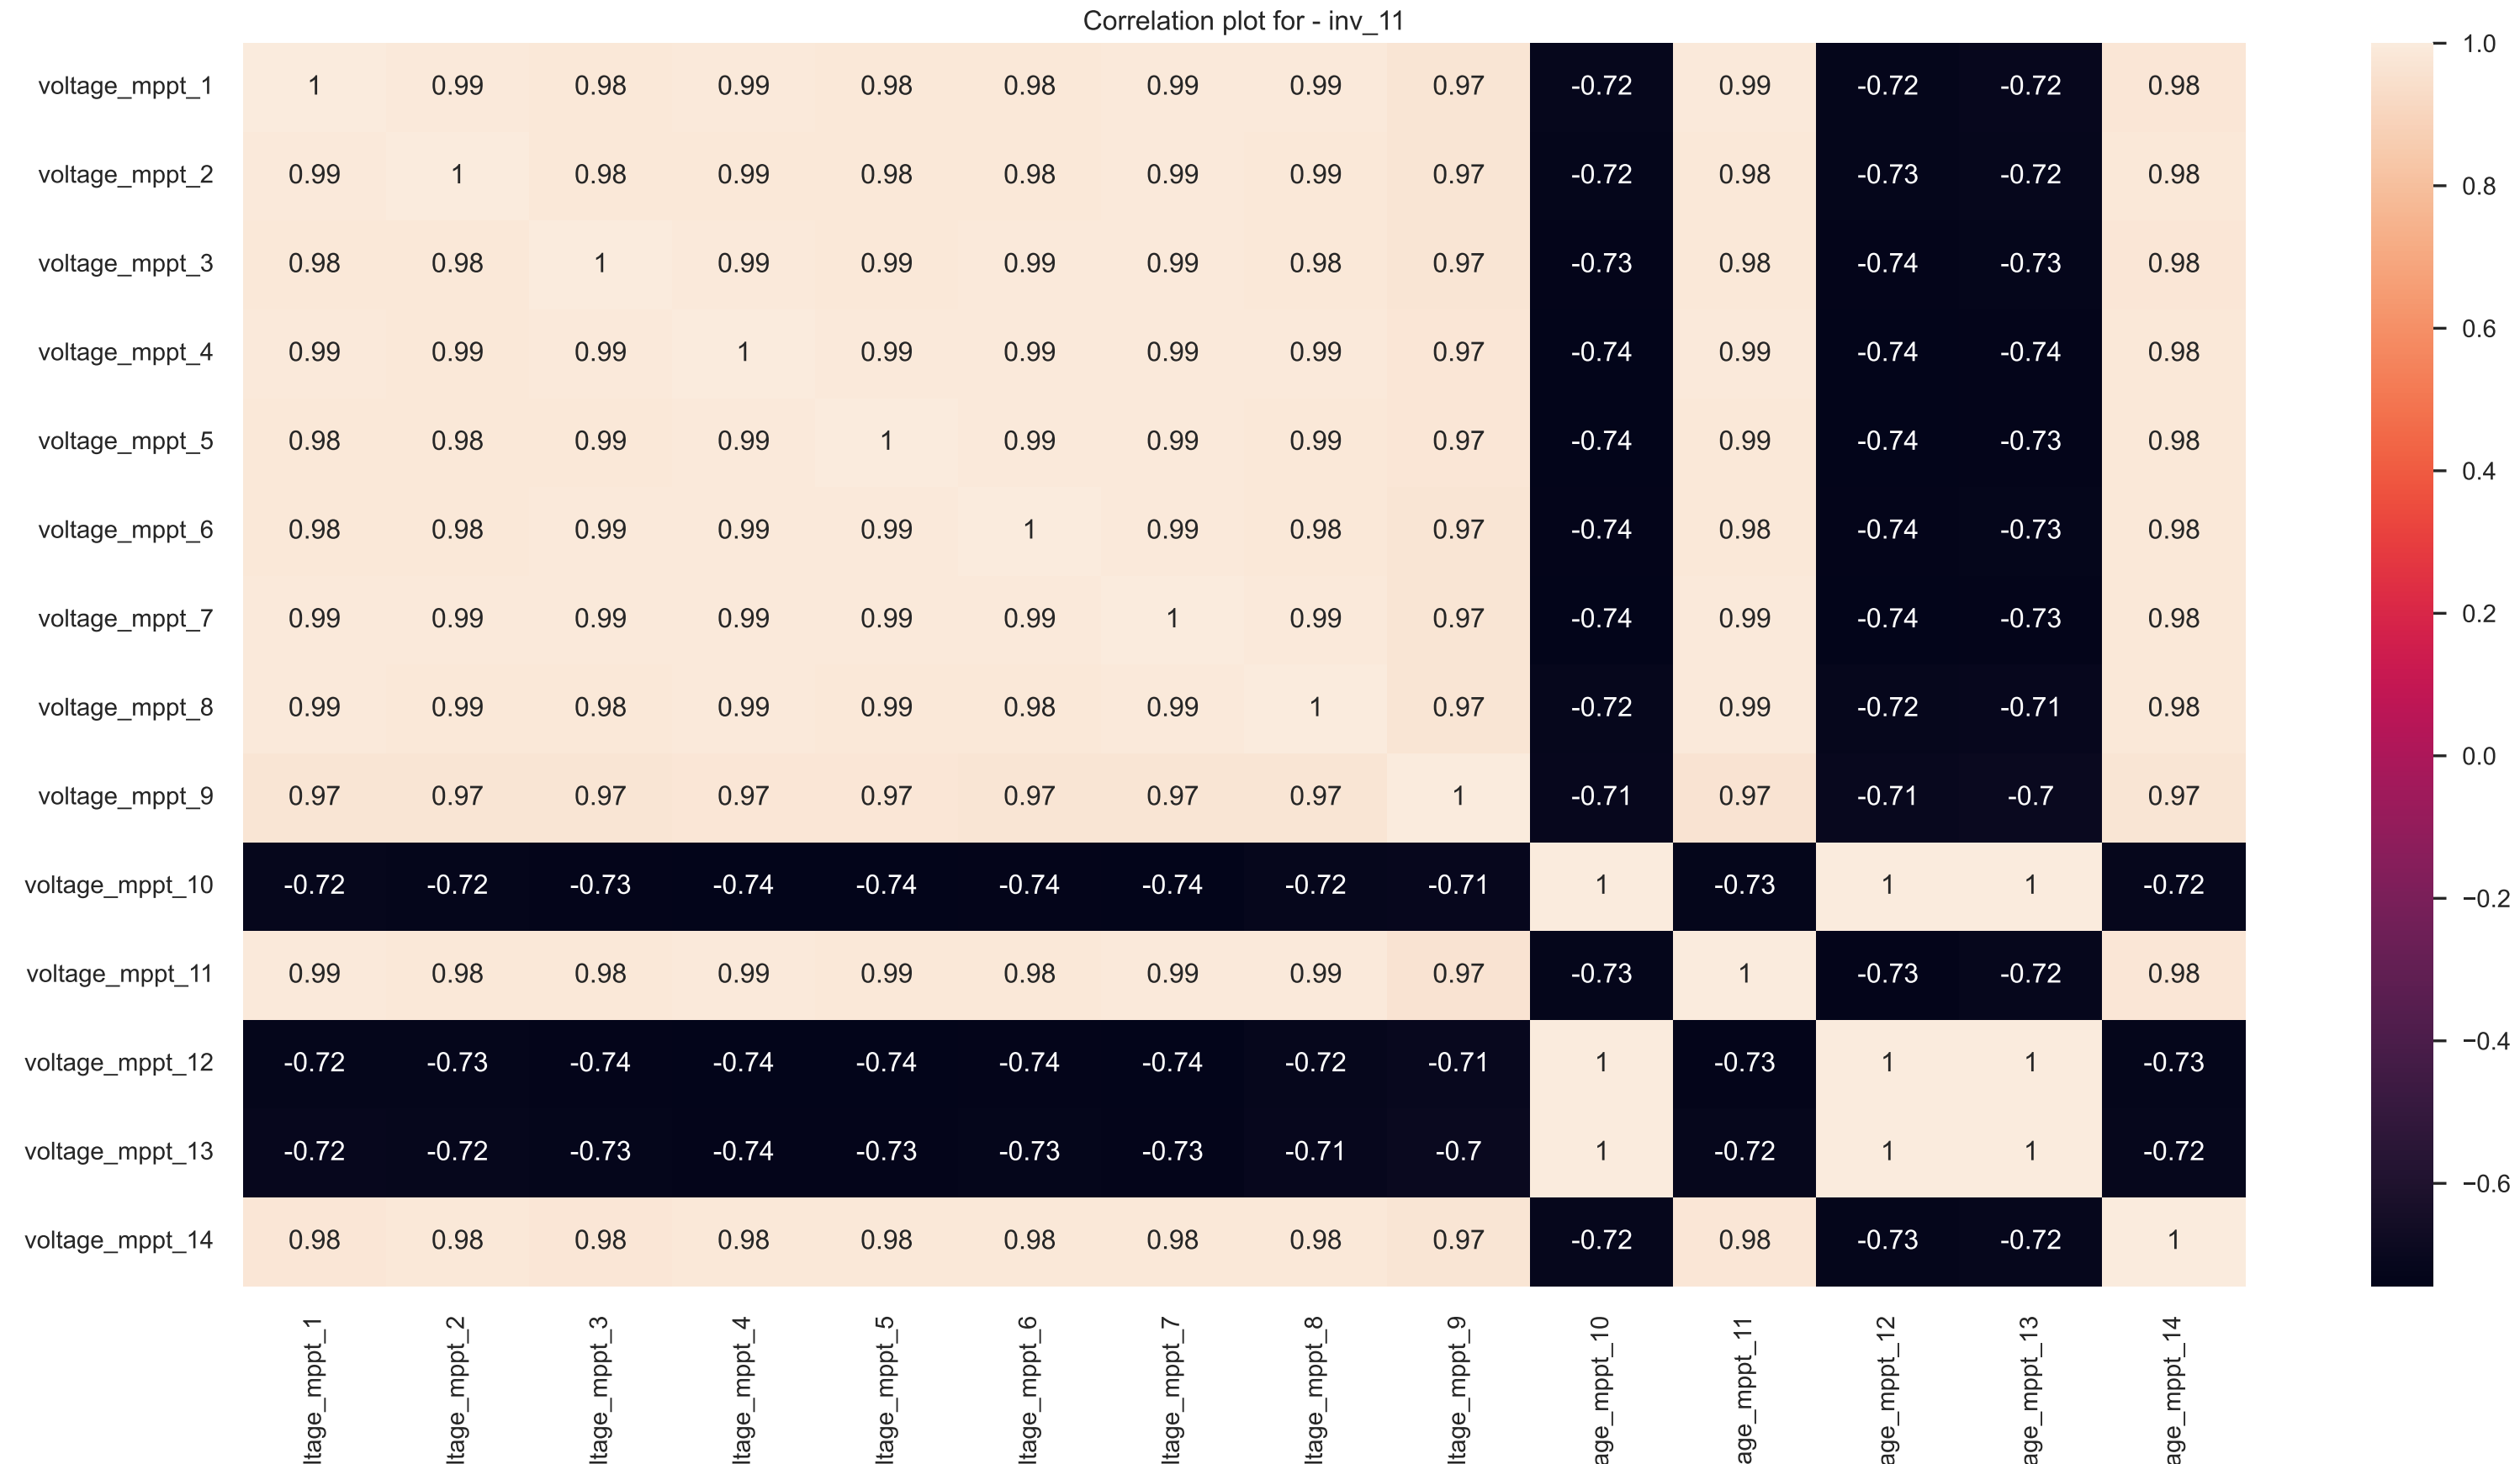 Correlation plot for - inv_11
voltage_mppt_1 1 0.99 0.98 0.99 0.98 0.98 0.99 0.99 0.97 -0.72 0.99 -0.72 -0.72 0.98
voltage_mppt_2 0.99 1 0.98 0.99 0.98 0.98 0.99 0.99 0.97 -0.72 0.98 -0.73 -0.72 0.98
voltage_mppt_3 0.98 0.98 1 0.99 0.99 0.99 0.99 0.98 0.97 -0.73 0.98 -0.74 -0.73 0.98
voltage_mppt_4 0.99 0.99 0.99 1 0.99 0.99 0.99 0.99 0.97 -0.74 0.99 -0.74 -0.74 0.98
voltage_mppt_5 0.98 0.98 0.99 0.99 1 0.99 0.99 0.99 0.97 -0.74 0.99 -0.74 -0.73 0.98
voltage_mppt_6 0.98 0.98 0.99 0.99 0.99 1 0.99 0.98 0.97 -0.74 0.98 -0.74 -0.73 0.98
voltage_mppt_7 0.99 0.99 0.99 0.99 0.99 0.99 1 0.99 0.97 -0.74 0.99 -0.74 -0.73 0.98
voltage_mppt_8 0.99 0.99 0.98 0.99 0.99 0.98 0.99 1 0.97 -0.72 0.99 -0.72 -0.71 0.98
voltage_mppt_9 0.97 0.97 0.97 0.97 0.97 0.97 0.97 0.97 1 -0.71 0.97 -0.71 -0.7 0.97
voltage_mppt_10 -0.72 -0.72 -0.73 -0.74 -0.74 -0.74 -0.74 -0.72 -0.71 1 -0.73 1 1 -0.72
voltage_mppt_11 0.99 0.98 0.98 0.99 0.99 0.98 0.99 0.99 0.97 -0.73 1 -0.73 -0.72 0.98
voltage_mppt_12 -0.72 -0.73 -0.74 -0.74 -0.74 -0.74 -0.74 -0.72 -0.71 1 -0.73 1 1 -0.73
voltage_mppt_13 -0.72 -0.72 -0.73 -0.74 -0.73 -0.73 -0.73 -0.71 -0.7 1 -0.72 1 1 -0.72
voltage_mppt_14 0.98 0.98 0.98 0.98 0.98 0.98 0.98 0.98 0.97 -0.72 0.98 -0.73 -0.72 1
ltage_mppt_1
ltage_mppt_2
ltage_mppt_3
ltage_mppt_4
ltage_mppt_5
ltage_mppt_6
ltage_mppt_7
ltage_mppt_8
ltage_mppt_9
age_mppt_10
age_mppt_11
age_mppt_12
age_mppt_13
age_mppt_14
1.0
0.8
0.6
0.4
0.2
0.0
−0.2
−0.4
−0.6